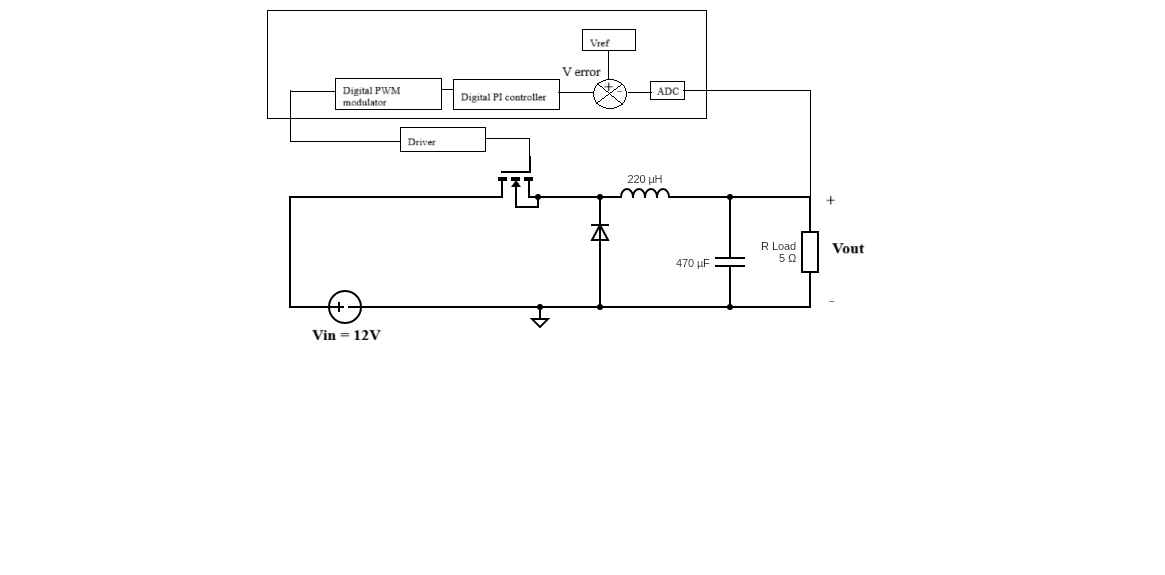 Vref
V error
+
-
Digital PWM
modulator
Digital PI controller
ADC
Driver
220 µH
+
R Load
5 Ω
Vout
470 µF
-
+ -
Vin = 12V